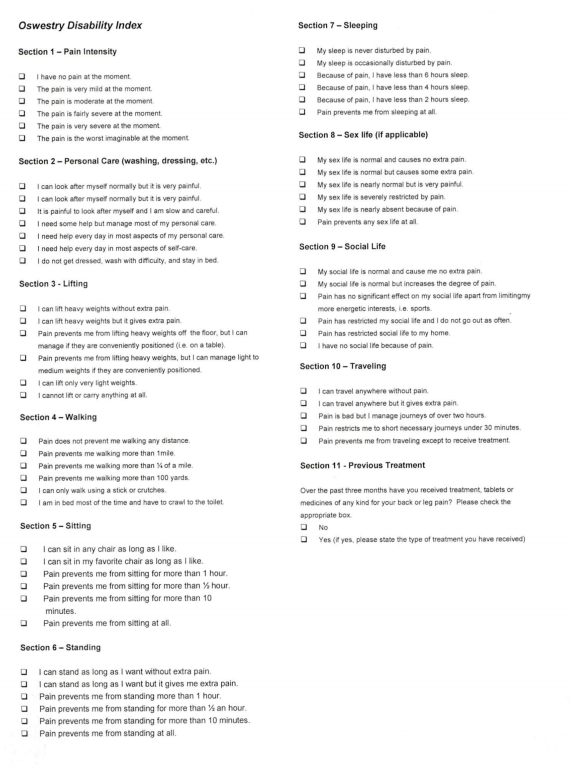 Oswestry Disability Index
Section 1 – Pain Intensity
❑ I have no pain at the moment.
❑ The pain is very mild at the moment.
❑ The pain is moderate at the moment.
❑ The pain is fairly severe at the moment.
❑ The pain is very severe at the moment.
❑ The pain is the worst imaginable at the moment.
Section 2 – Personal Care (washing, dressing, etc.)
❑ I can look after myself normally but it is very painful.
❑ I can look after myself normally but it is very painful.
❑ It is painful to look after myself and I am slow and careful.
❑ I need some help but manage most of my personal care.
❑ I need help every day in most aspects of my personal care.
❑ I need help every day in most aspects of self-care.
❑ I do not get dressed, wash with difficulty, and stay in bed.
Section 3 - Lifting
❑ I can lift heavy weights without extra pain.
❑ I can lift heavy weights but it gives extra pain.
❑ Pain prevents me from lifting heavy weights off the floor, but I can
manage if they are conveniently positioned (i.e. on a table).
❑ Pain prevents me from lifting heavy weights, but I can manage light to
medium weights if they are conveniently positioned.
❑ I can lift only very light weights.
❑ I cannot lift or carry anything at all.
Section 4 – Walking
❑ Pain does not prevent me walking any distance.
❑ Pain prevents me walking more than 1mile.
❑ Pain prevents me walking more than ¼ of a mile.
❑ Pain prevents me walking more than 100 yards.
❑ I can only walk using a stick or crutches.
❑ I am in bed most of the time and have to crawl to the toilet.
Section 5 – Sitting
❑ I can sit in any chair as long as I like.
❑ I can sit in my favorite chair as long as I like.
❑ Pain prevents me from sitting for more than 1 hour.
❑ Pain prevents me from sitting for more than ½ hour.
❑ Pain prevents me from sitting for more than 10
minutes.
❑ Pain prevents me from sitting at all.
Section 6 – Standing
❑ I can stand as long as I want without extra pain.
❑ I can stand as long as I want but it gives me extra pain.
❑ Pain prevents me from standing more than 1 hour.
❑ Pain prevents me from standing for more than ½ an hour.
❑ Pain prevents me from standing for more than 10 minutes.
❑ Pain prevents me from standing at all.
Section 7 – Sleeping
❑ My sleep is never disturbed by pain.
❑ My sleep is occasionally disturbed by pain.
❑ Because of pain, I have less than 6 hours sleep.
❑ Because of pain, I have less than 4 hours sleep.
❑ Because of pain, I have less than 2 hours sleep.
❑ Pain prevents me from sleeping at all.
Section 8 – Sex life (if applicable)
❑ My sex life is normal and causes no extra pain.
❑ My sex life is normal but causes some extra pain.
❑ My sex life is nearly normal but is very painful.
❑ My sex life is severely restricted by pain.
❑ My sex life is nearly absent because of pain.
❑ Pain prevents any sex life at all.
Section 9 – Social Life
❑ My social life is normal and cause me no extra pain.
❑ My social life is normal but increases the degree of pain.
❑ Pain has no significant effect on my social life apart from limitingmy
more energetic interests, i.e. sports.
❑ Pain has restricted my social life and I do not go out as often.
❑ Pain has restricted social life to my home.
❑ I have no social life because of pain.
Section 10 – Traveling
❑ I can travel anywhere without pain.
❑ I can travel anywhere but it gives extra pain.
❑ Pain is bad but I manage journeys of over two hours.
❑ Pain restricts me to short necessary journeys under 30 minutes.
❑ Pain prevents me from traveling except to receive treatment.
Section 11 - Previous Treatment
Over the past three months have you received treatment, tablets or
medicines of any kind for your back or leg pain? Please check the
appropriate box.
❑ No
❑ Yes (if yes, please state the type of treatment you have received)